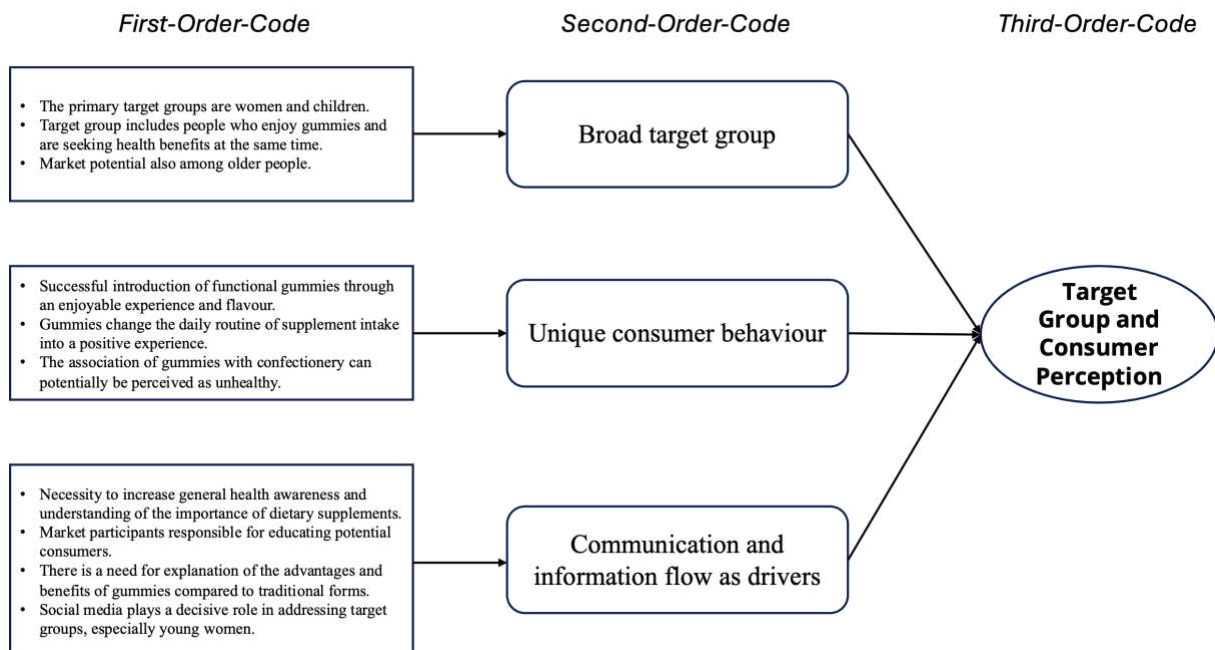 First-Order-Code
Second-Order-Code
Third-Order-Code
• The primary target groups are women and children.
• Target group includes people who enjoy gummies and
are seeking health benefits at the same time.
• Market potential also among older people.
Broad target group
• Successful introduction of functional gummies through
an enjoyable experience and flavour.
• Gummies change the daily routine of supplement intake
into a positive experience.
• The association of gummies with confectionery can
potentially be perceived as unhealthy.
Unique consumer behaviour
Target
Group and
Consumer
Perception
• Necessity to increase general health awareness and
understanding of the importance of dietary supplements.
• Market participants responsible for educating potential
consumers.
• There is a need for explanation of the advantages and
benefits of gummies compared to traditional forms.
• Social media plays a decisive role in addressing target
groups, especially young women.
Communication and
information flow as drivers